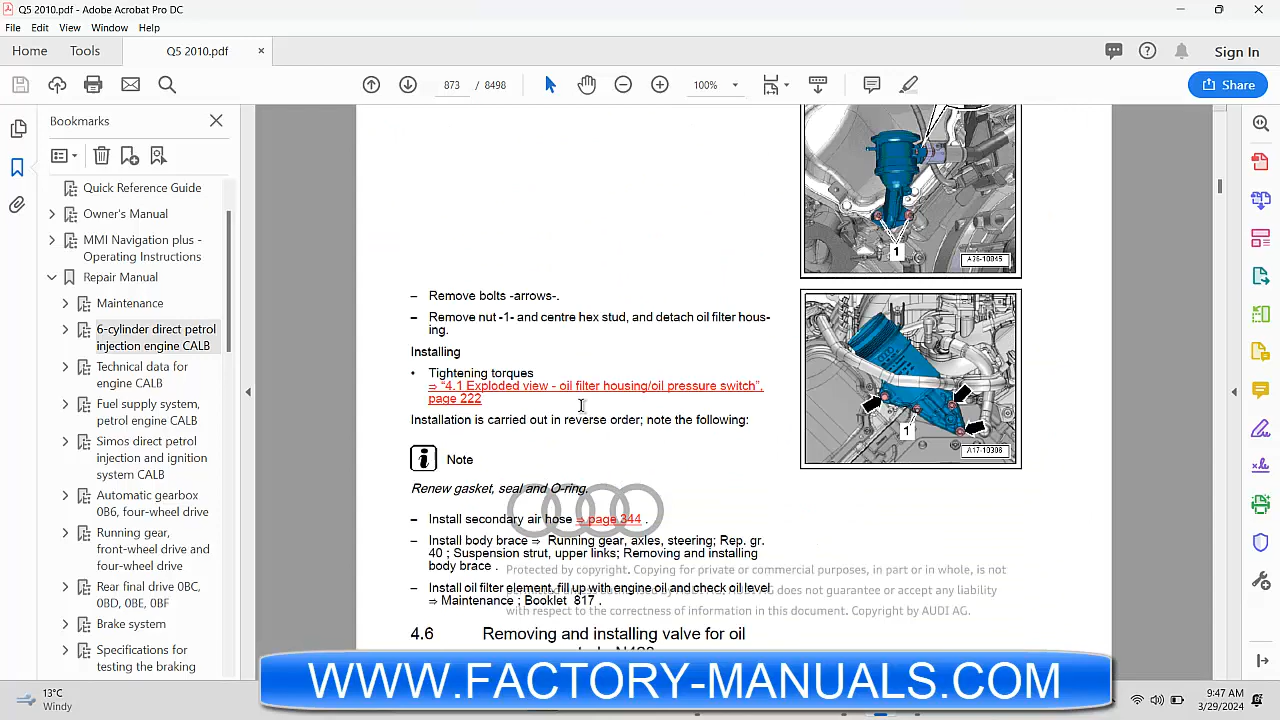 Q5 2010.pdf - Adobe Acrobat Pro DC
File Edit View Window Help
Home Tools Q5 2010.pdf × Sign In
873 / 8498 100% Share
Bookmarks
Quick Reference Guide
Owner's Manual
MMI Navigation plus -
Operating Instructions
Repair Manual
Maintenance
6-cylinder direct petrol
injection engine CALB
Technical data for
engine CALB
Fuel supply system,
petrol engine CALB
Simos direct petrol
injection and ignition
system CALB
Automatic gearbox
0B6, four-wheel drive
Running gear,
front-wheel drive and
four-wheel drive
Rear final drive 0BC,
0BD, 0BE, 0BF
Brake system
Specifications for
testing the braking
1
A26-10845
– Remove bolts -arrows-.
– Remove nut -1- and centre hex stud, and detach oil filter hous-
ing.
Installing
• Tightening torques
⇒ "4.1 Exploded view - oil filter housing/oil pressure switch",
page 222
Installation is carried out in reverse order; note the following:
Note
Renew gasket, seal and O-ring.
– Install secondary air hose ⇒ page 344 .
– Install body brace ⇒ Running gear, axles, steering; Rep. gr.
40 ; Suspension strut, upper links; Removing and installing
body brace .
– Install oil filter element, fill up with engine oil and check oil level
⇒ Maintenance ; Booklet 817 .
1
A17-10308
Protected by copyright. Copying for private or commercial purposes, in part or in whole, is not
does not guarantee or accept any liability
with respect to the correctness of information in this document. Copyright by AUDI AG.
4.6 Removing and installing valve for oil
WWW.FACTORY-MANUALS.COM
13°C
Windy
9:47 AM
3/29/2024